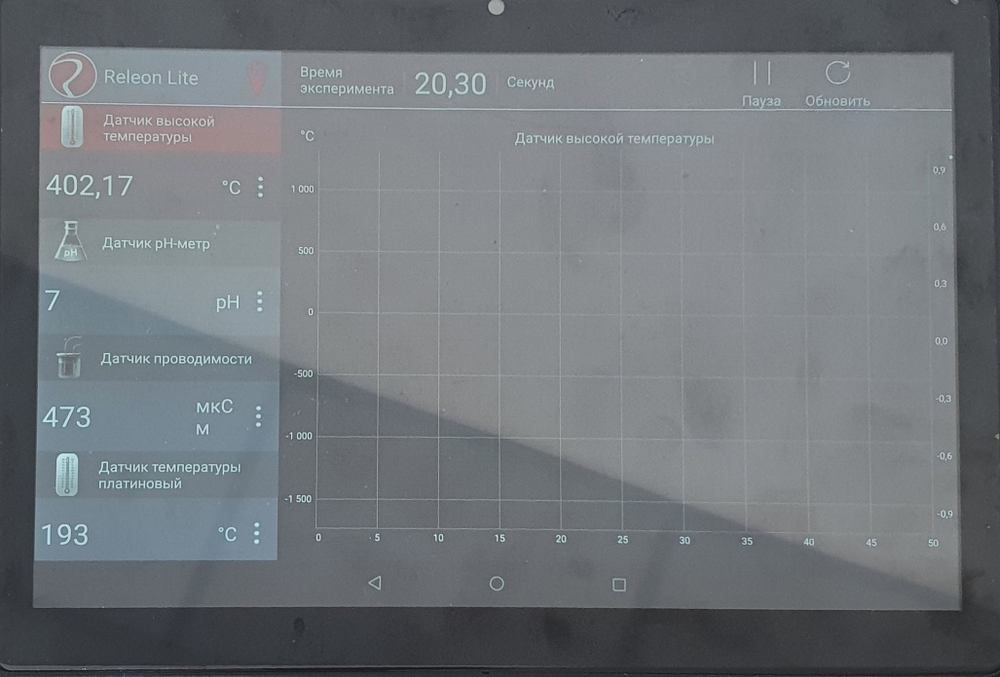 Releon Lite
Время
эксперимента
20,30
Секунд
Пауза
Обновить
Датчик высокой
температуры
402,17
°C
Датчик pH-метр
pH
7
pH
Датчик проводимости
473
мкС
м
Датчик температуры
платиновый
193
°C
°C
Датчик высокой температуры
1 000
500
0
-500
-1 000
-1 500
0
5
10
15
20
25
30
35
40
45
50
0,9
0,6
0,3
0,0
-0,3
-0,6
-0,9